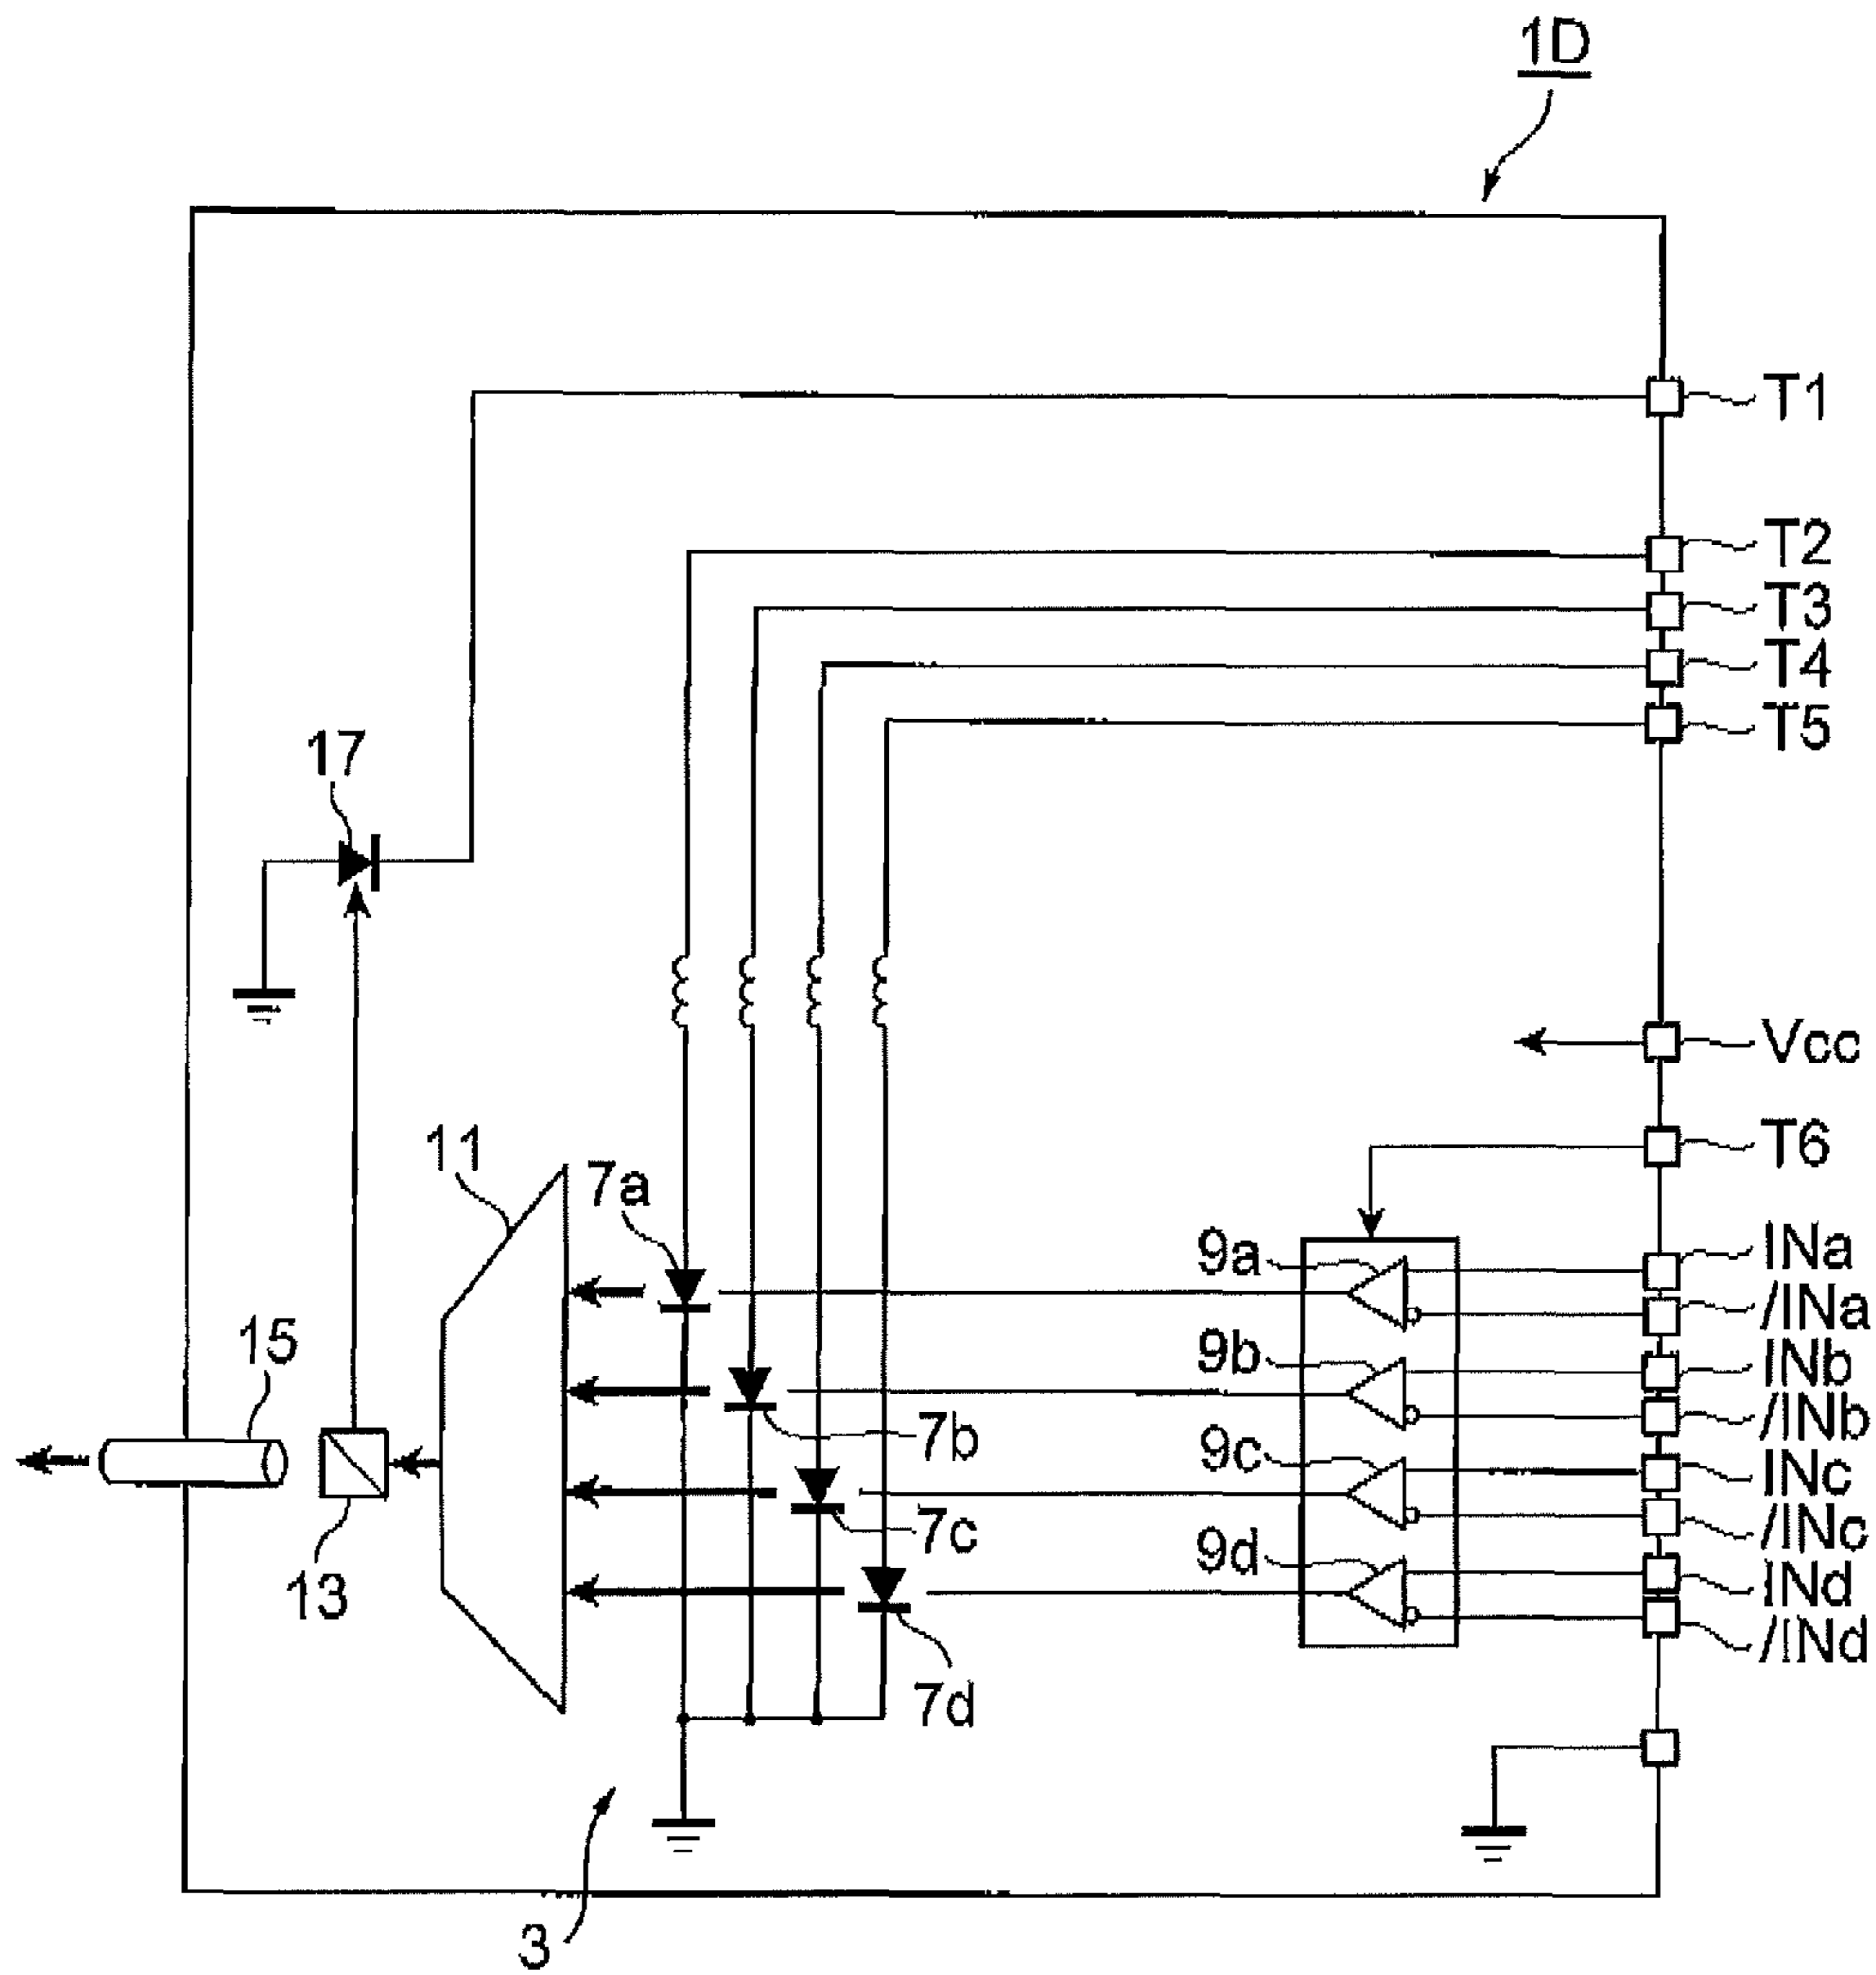 1D
T1
T2
T3
T4
T5
17
Vcc
T6
11
7a
9a
INa
/INa
15
9b
INb
/INb
7b
9c
INc
/INc
7c
9d
INd
/INd
13
7d
3